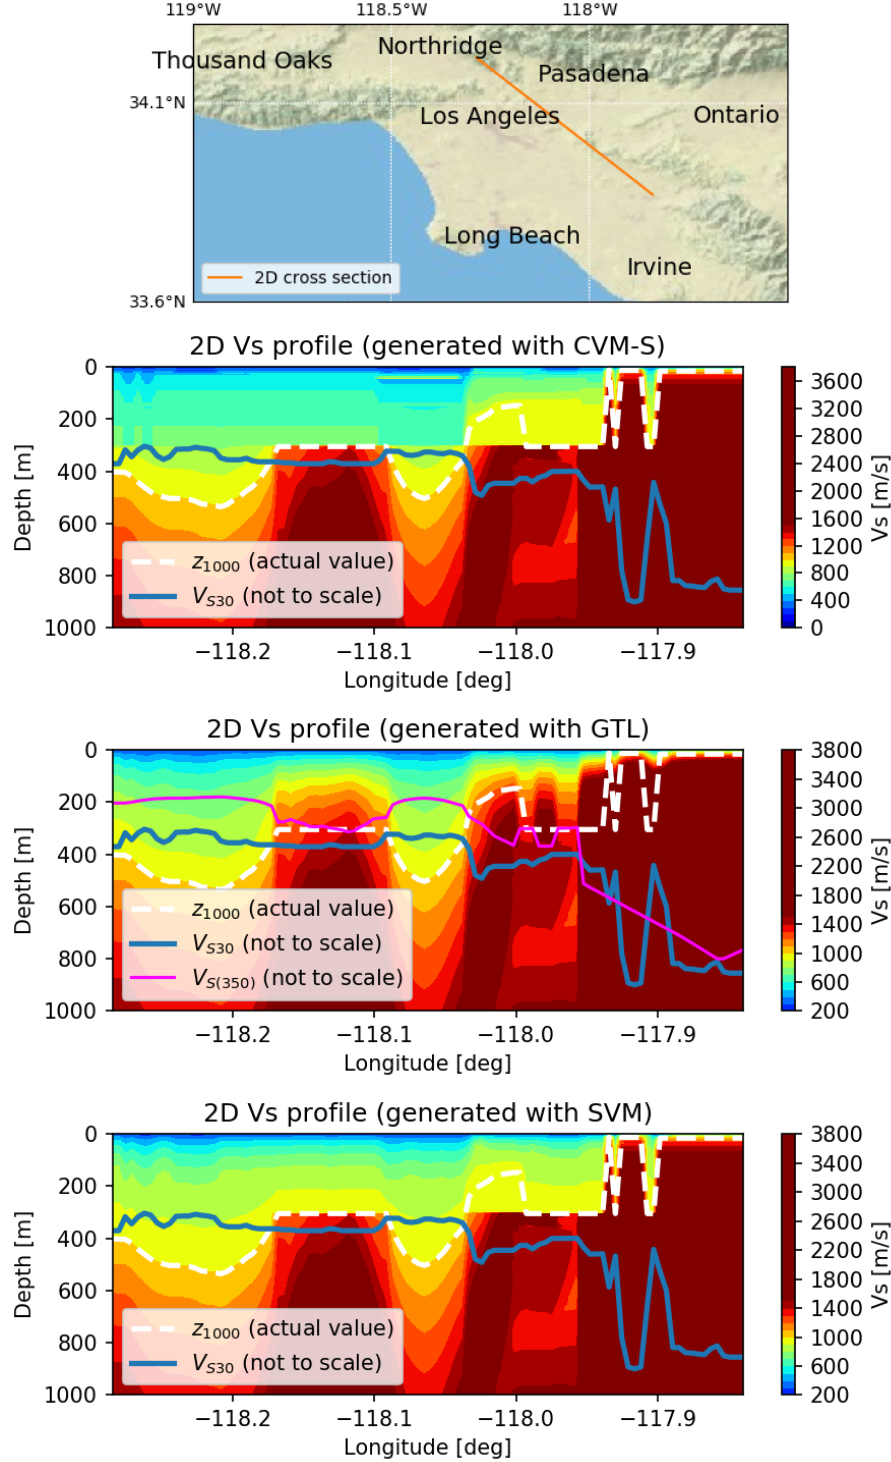 119°W 118.5°W 118°W
Northridge
Thousand Oaks
Pasadena
34.1°N
Los Angeles
Ontario
Long Beach
Irvine
2D cross section
33.6°N
2D Vs profile (generated with CVM-S)
0
200
400
600
800
1000
Depth [m]
z1000 (actual value)
VS30 (not to scale)
−118.2 −118.1 −118.0 −117.9
Longitude [deg]
3600
3200
2800
2400
2000
1600
1200
800
400
0
Vs [m/s]
2D Vs profile (generated with GTL)
0
200
400
600
800
1000
Depth [m]
z1000 (actual value)
VS30 (not to scale)
VS(350) (not to scale)
−118.2 −118.1 −118.0 −117.9
Longitude [deg]
3800
3400
3000
2600
2200
1800
1400
1000
600
200
Vs [m/s]
2D Vs profile (generated with SVM)
0
200
400
600
800
1000
Depth [m]
z1000 (actual value)
VS30 (not to scale)
−118.2 −118.1 −118.0 −117.9
Longitude [deg]
3800
3400
3000
2600
2200
1800
1400
1000
600
200
Vs [m/s]